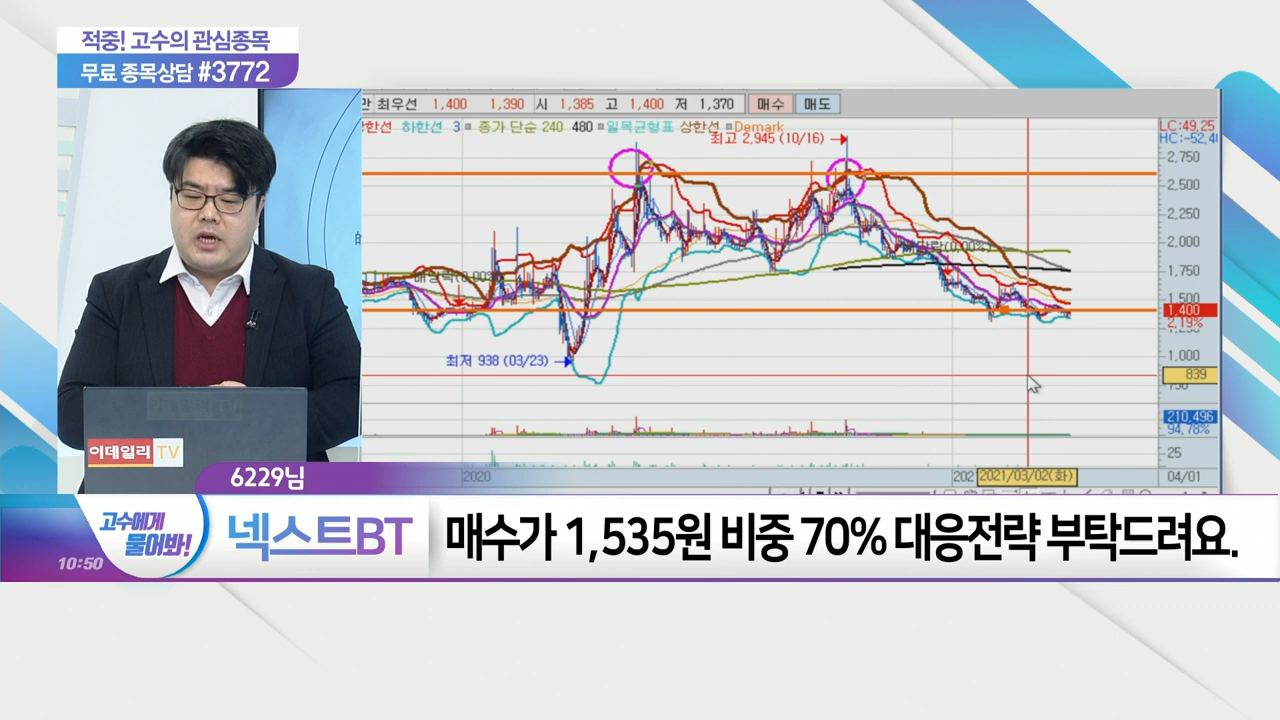 적중! 고수의 관심종목
무료 종목상담 #3772
최우선 1,400 1,390 시 1,385 고 1,400 저 1,370 매수 매도
하한선 3 종가 단순 240 480 일목균형표 상한선 Demark
LC:49,25
최고 2,945 (10/16)
2,750
2,500
2,250
2,000
1,750
1,500
1,400
2,19%
최저 938 (03/23)
1,000
839
750
210,496
94,78%
25
이데일리 TV
6229님
2020
2021/03/02(화)
04/01
고수에게
물어봐!
넥스트BT
매수가 1,535원 비중 70% 대응전략 부탁드려요.
10:50